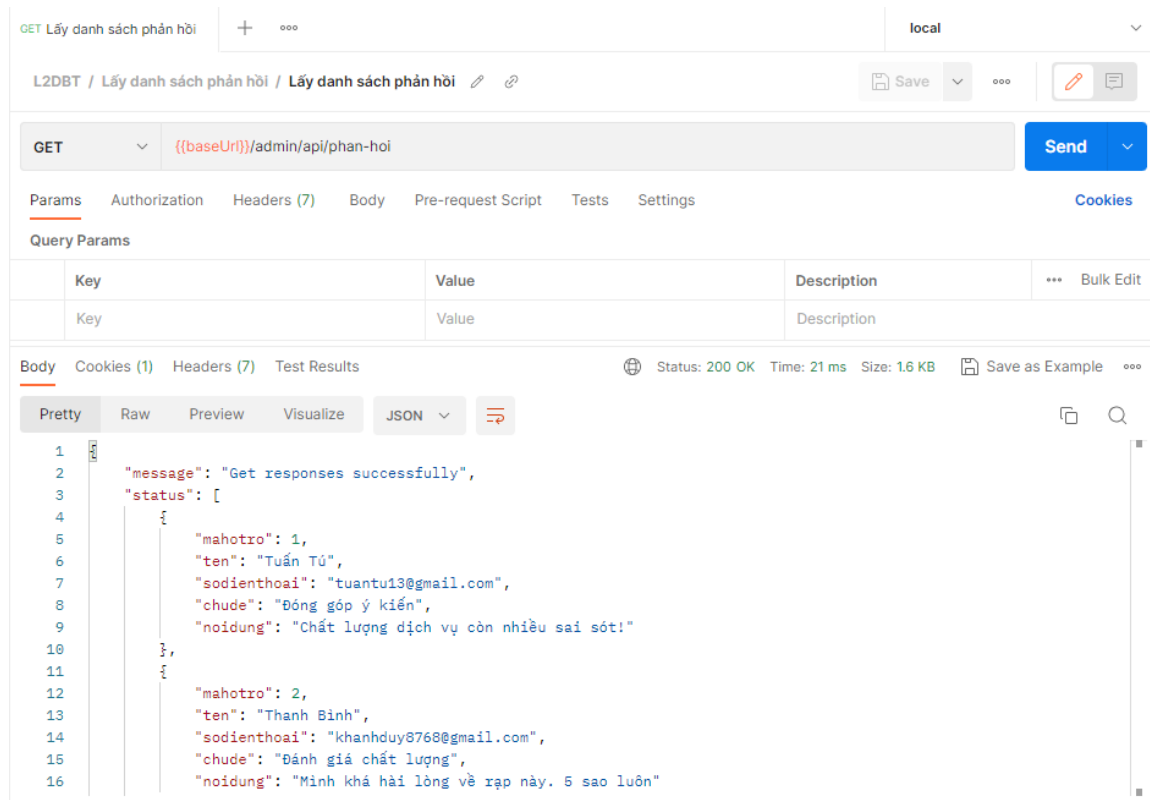 GET Lấy danh sách phản hồi
local
L2DBT / Lấy danh sách phản hồi / Lấy danh sách phản hồi
Save
GET {{baseUrl}}/admin/api/phan-hoi Send
Params Authorization Headers (7) Body Pre-request Script Tests Settings Cookies
Query Params
Key Value Description Bulk Edit
Key Value Description
Body Cookies (1) Headers (7) Test Results Status: 200 OK Time: 21 ms Size: 1.6 KB Save as Example
Pretty Raw Preview Visualize JSON
1 {
2 "message": "Get responses successfully",
3 "status": [
4 {
5 "mahotro": 1,
6 "ten": "Tuấn Tú",
7 "sodienthoai": "tuantu13@gmail.com",
8 "chude": "Đóng góp ý kiến",
9 "noidung": "Chất lượng dịch vụ còn nhiều sai sót!"
10 },
11 {
12 "mahotro": 2,
13 "ten": "Thanh Bình",
14 "sodienthoai": "khanhduy8768@gmail.com",
15 "chude": "Đánh giá chất lượng",
16 "noidung": "Mình khá hài lòng về rạp này. 5 sao luôn"